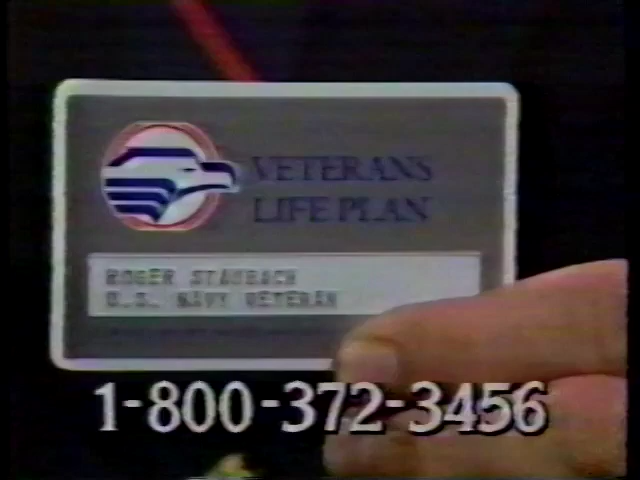 VETERANS
LIFE PLAN
ROGER STAUBACH
U.S. NAVY VETERAN
1-800-372-3456